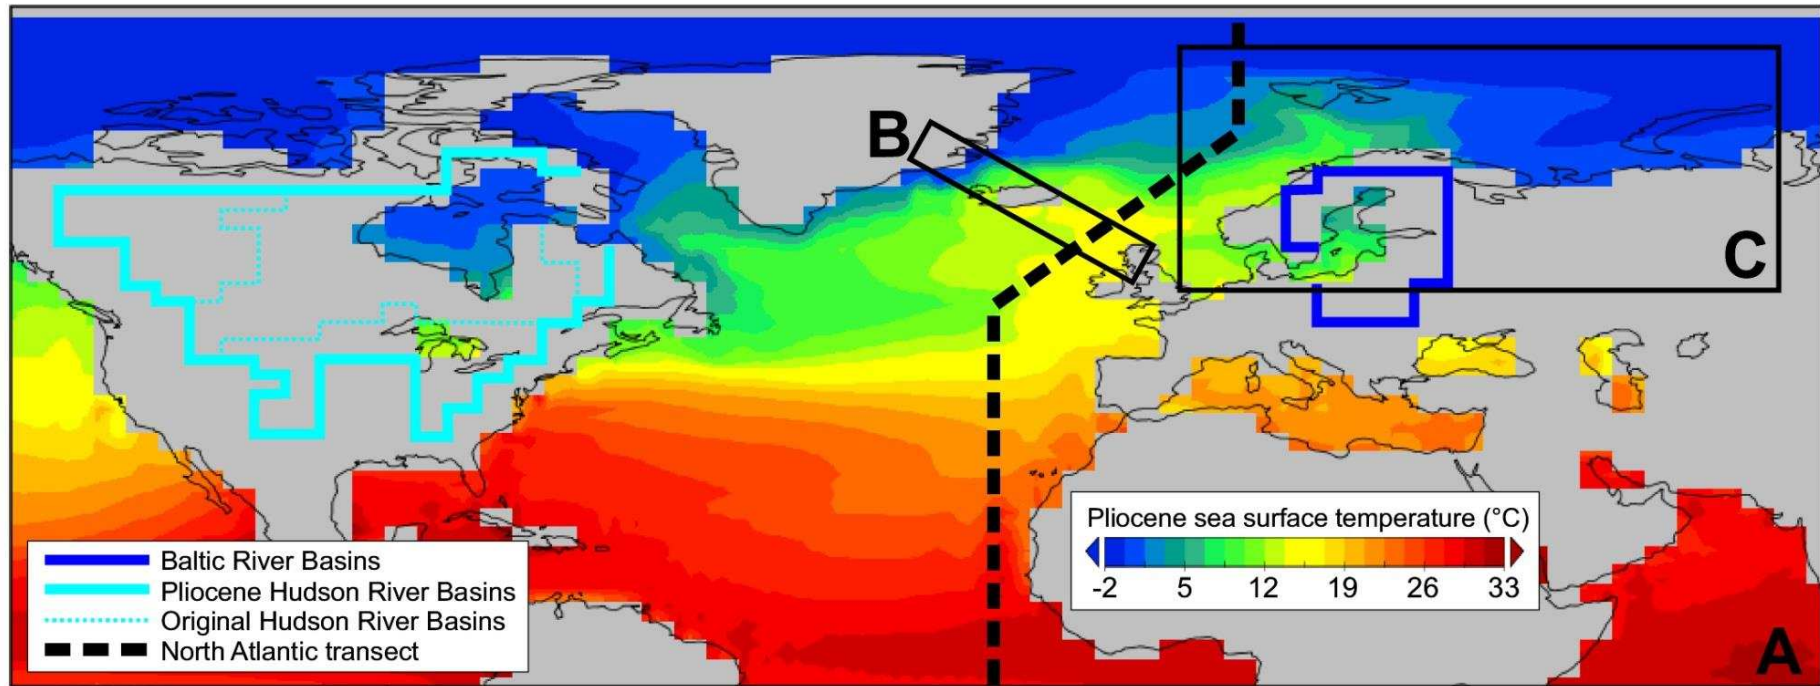 B
C
Pliocene sea surface temperature (°C)
-2 5 12 19 26 33
Baltic River Basins
Pliocene Hudson River Basins
Original Hudson River Basins
North Atlantic transect
A